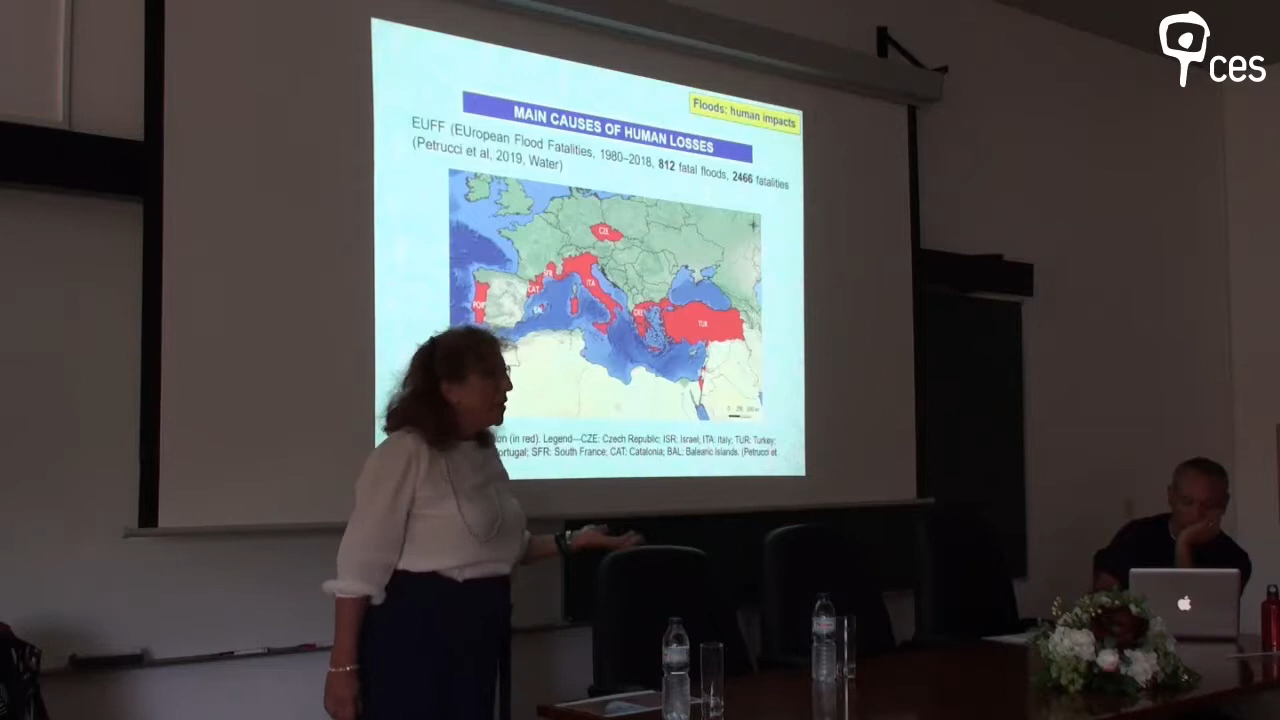 ces
Floods: human impacts
MAIN CAUSES OF HUMAN LOSSES
EUFF (EUropean Flood Fatalities, 1980–2018, 812 fatal floods, 2466 fatalities
(Petrucci et al, 2019, Water)
CZE
SFR
ITA
CAT
POR
BAL
GRE
TUR
(in red). Legend—CZE: Czech Republic; ISR: Israel, ITA: Italy; TUR: Turkey;
SFR: South France; CAT: Catalonia; BAL: Balearic Islands. (Petrucci et